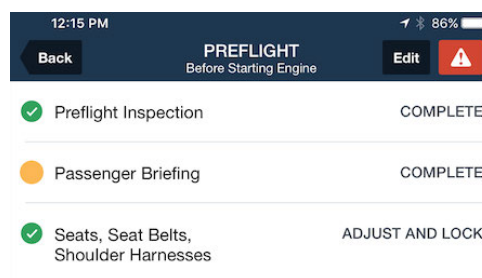 12:15 PM 86%
Back PREFLIGHT Edit
Before Starting Engine
Preflight Inspection COMPLETE
Passenger Briefing COMPLETE
Seats, Seat Belts, ADJUST AND LOCK
Shoulder Harnesses